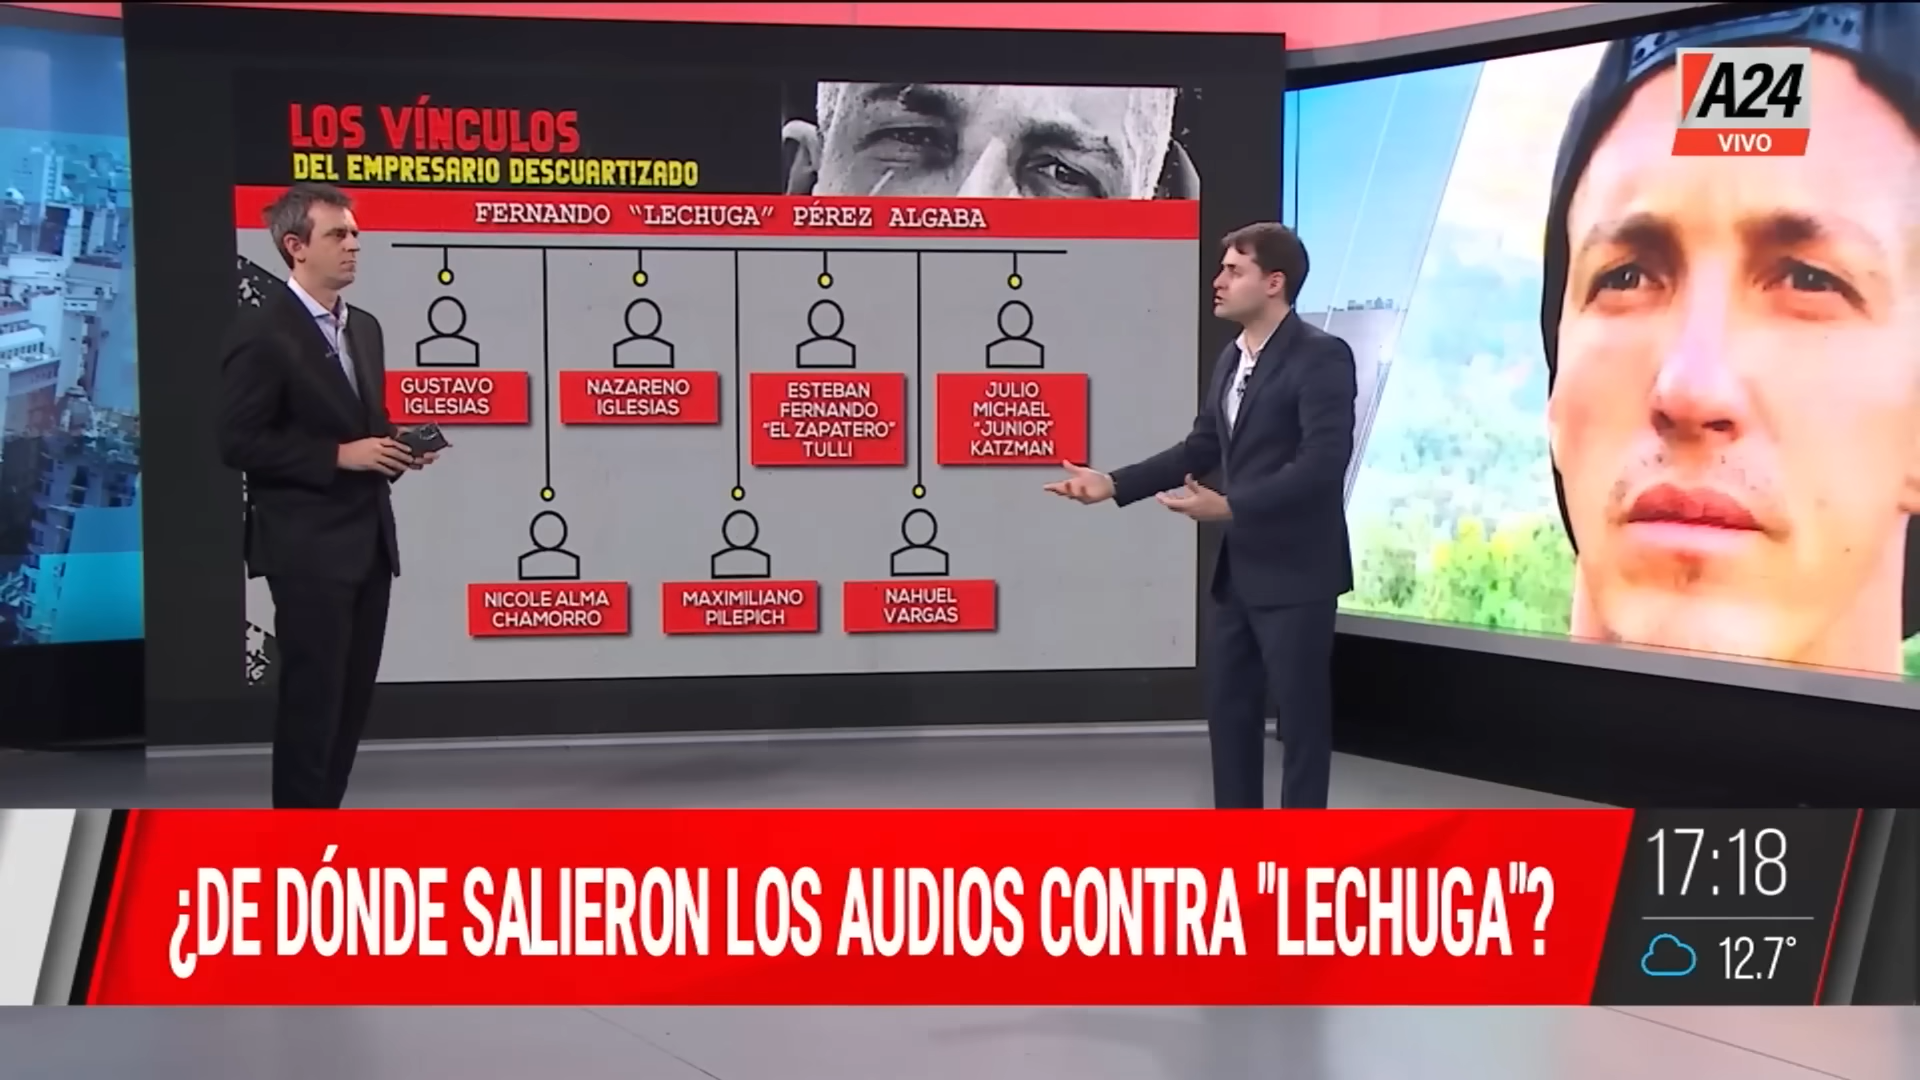 A24
VIVO
LOS VÍNCULOS
DEL EMPRESARIO DESCUARTIZADO
FERNANDO “LECHUGA” PÉREZ ALGABA
GUSTAVO
IGLESIAS
NAZARENO
IGLESIAS
ESTEBAN
FERNANDO
"EL ZAPATERO"
TULLI
JULIO
MICHAEL
"JUNIOR"
KATZMAN
NICOLE ALMA
CHAMORRO
MAXIMILIANO
PILEPICH
NAHUEL
VARGAS
¿DE DÓNDE SALIERON LOS AUDIOS CONTRA "LECHUGA"?
17:18
12.7°